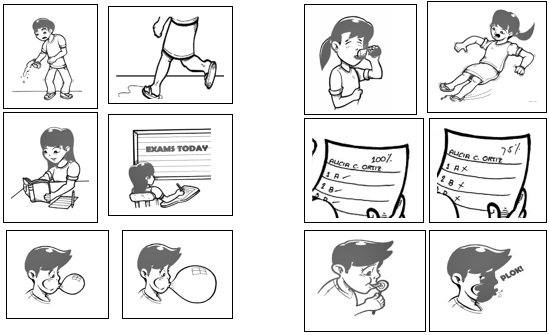 EXAMS TODAY
100%
ALICIA C. ORTIZ
1 A ✓
2 B ✓
75%
ALICIA C. ORTIZ
1 A x
2 B x
PLOK!